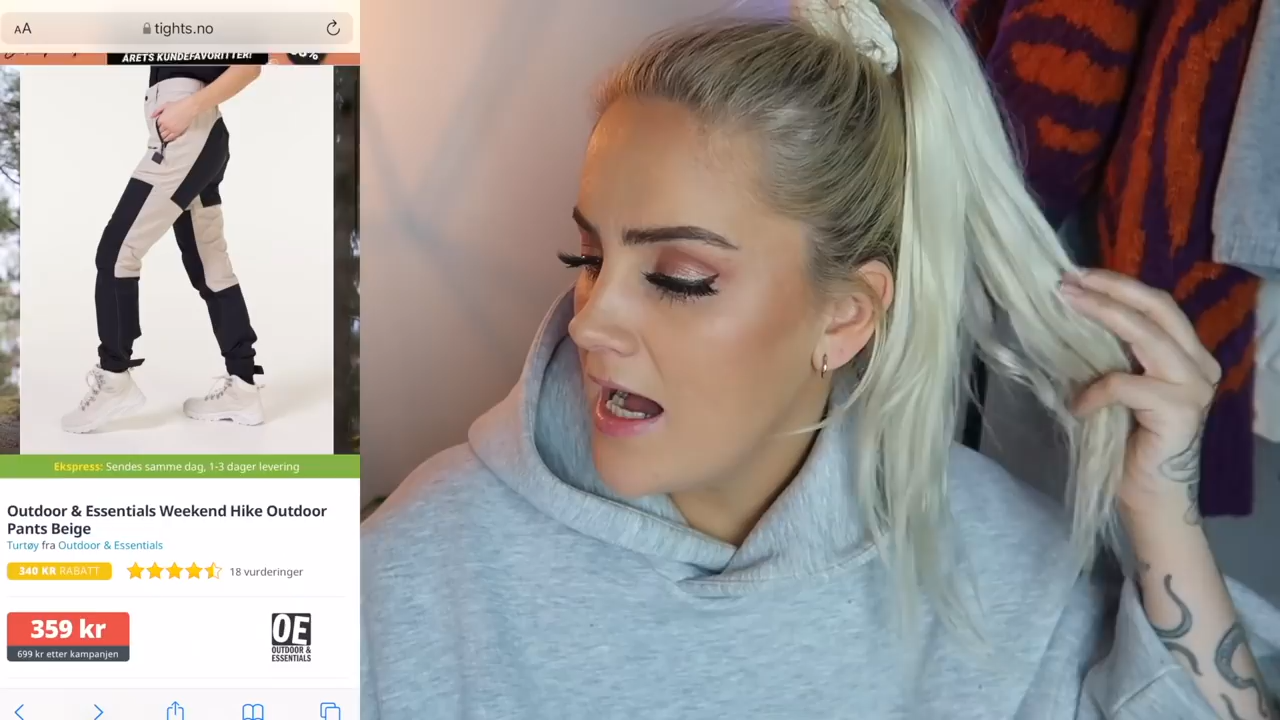 AA
tights.no
ÅRETS KUNDEFAVORITTER!
Ekspress: Sendes samme dag, 1-3 dager levering
Outdoor & Essentials Weekend Hike Outdoor
Pants Beige
Turtøy fra Outdoor & Essentials
340 KR RABATT
18 vurderinger
359 kr
699 kr etter kampanjen
OE
OUTDOOR &
ESSENTIALS